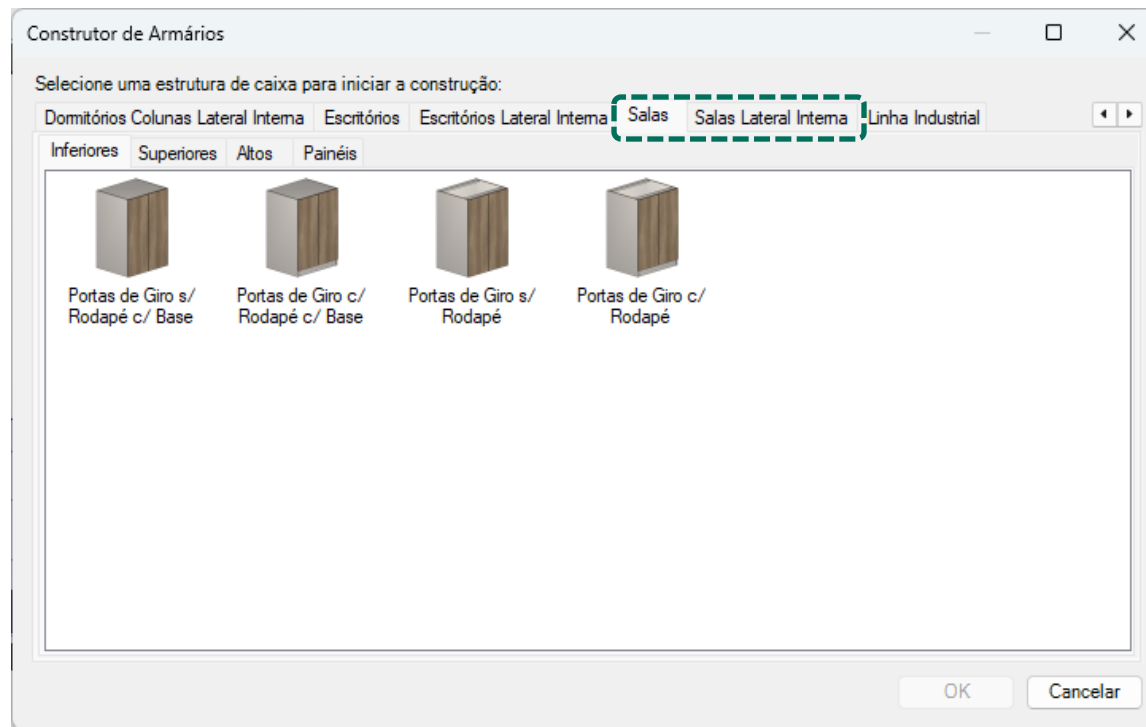 Construtor de Armários
Selecione uma estrutura de caixa para iniciar a construção:
Dormitórios Colunas Lateral Interna Escritórios Escritórios Lateral Interna Salas Salas Lateral Interna Linha Industrial
Inferiores Superiores Altos Painéis
Portas de Giro s/ Portas de Giro c/ Portas de Giro s/ Portas de Giro c/
Rodapé c/ Base Rodapé c/ Base Rodapé Rodapé
OK Cancelar